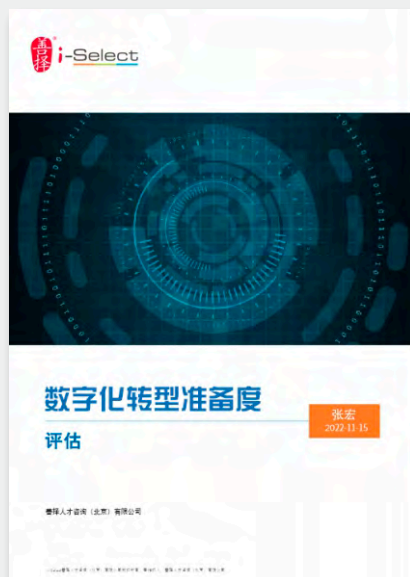 善择
i-Select
数字化转型准备度
张宏
2022-11-15
评估
善择人才咨询（北京）有限公司